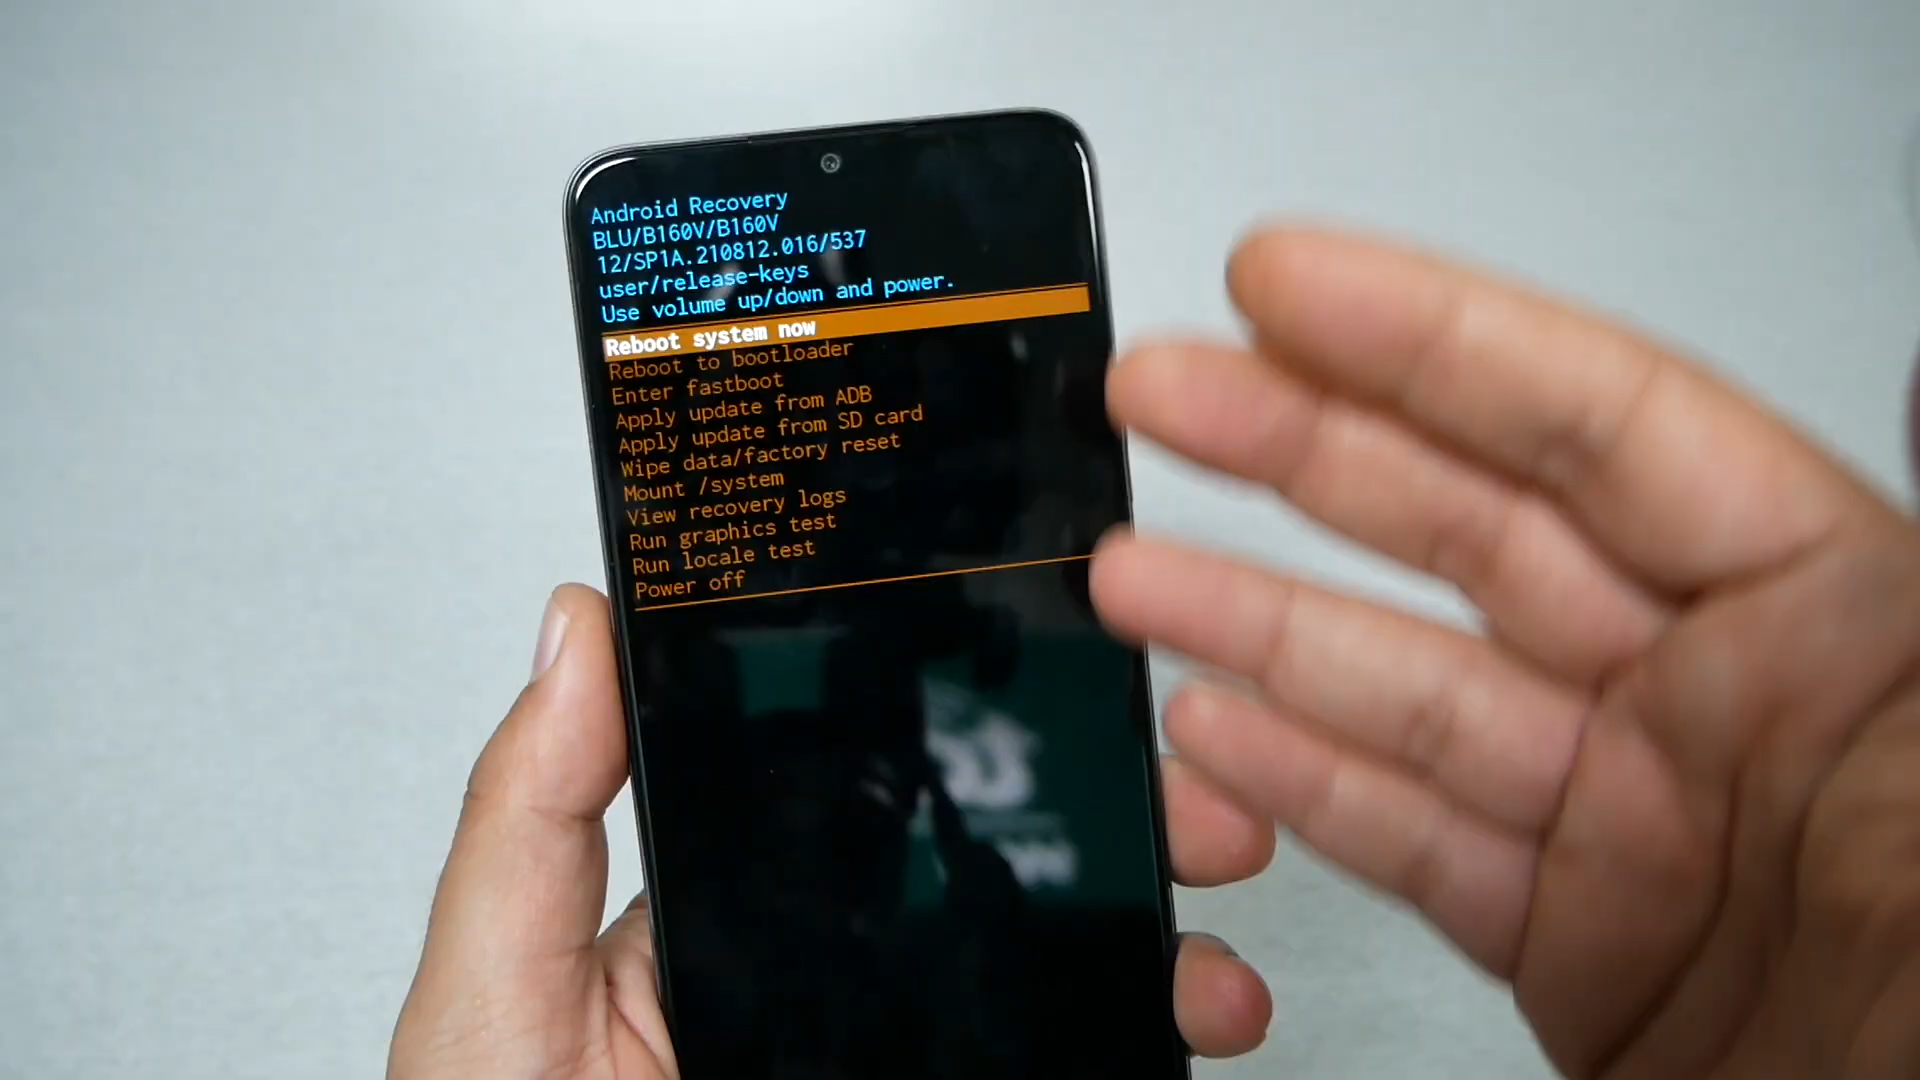 Android Recovery
BLU/B160V/B160V
12/SP1A.210812.016/537
user/release-keys
Use volume up/down and power.
Reboot system now
Reboot to bootloader
Enter fastboot
Apply update from ADB
Apply update from SD card
Wipe data/factory reset
Mount /system
View recovery logs
Run graphics test
Run locale test
Power off